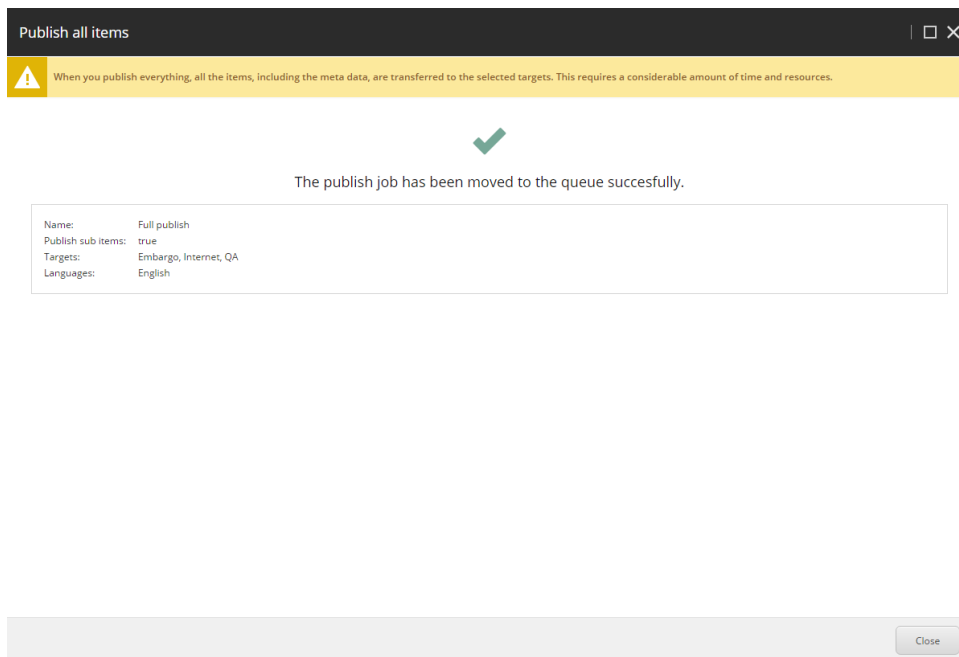 Publish all items
When you publish everything, all the items, including the meta data, are transferred to the selected targets. This requires a considerable amount of time and resources.
The publish job has been moved to the queue succesfully.
Name: Full publish
Publish sub items: true
Targets: Embargo, Internet, QA
Languages: English
Close